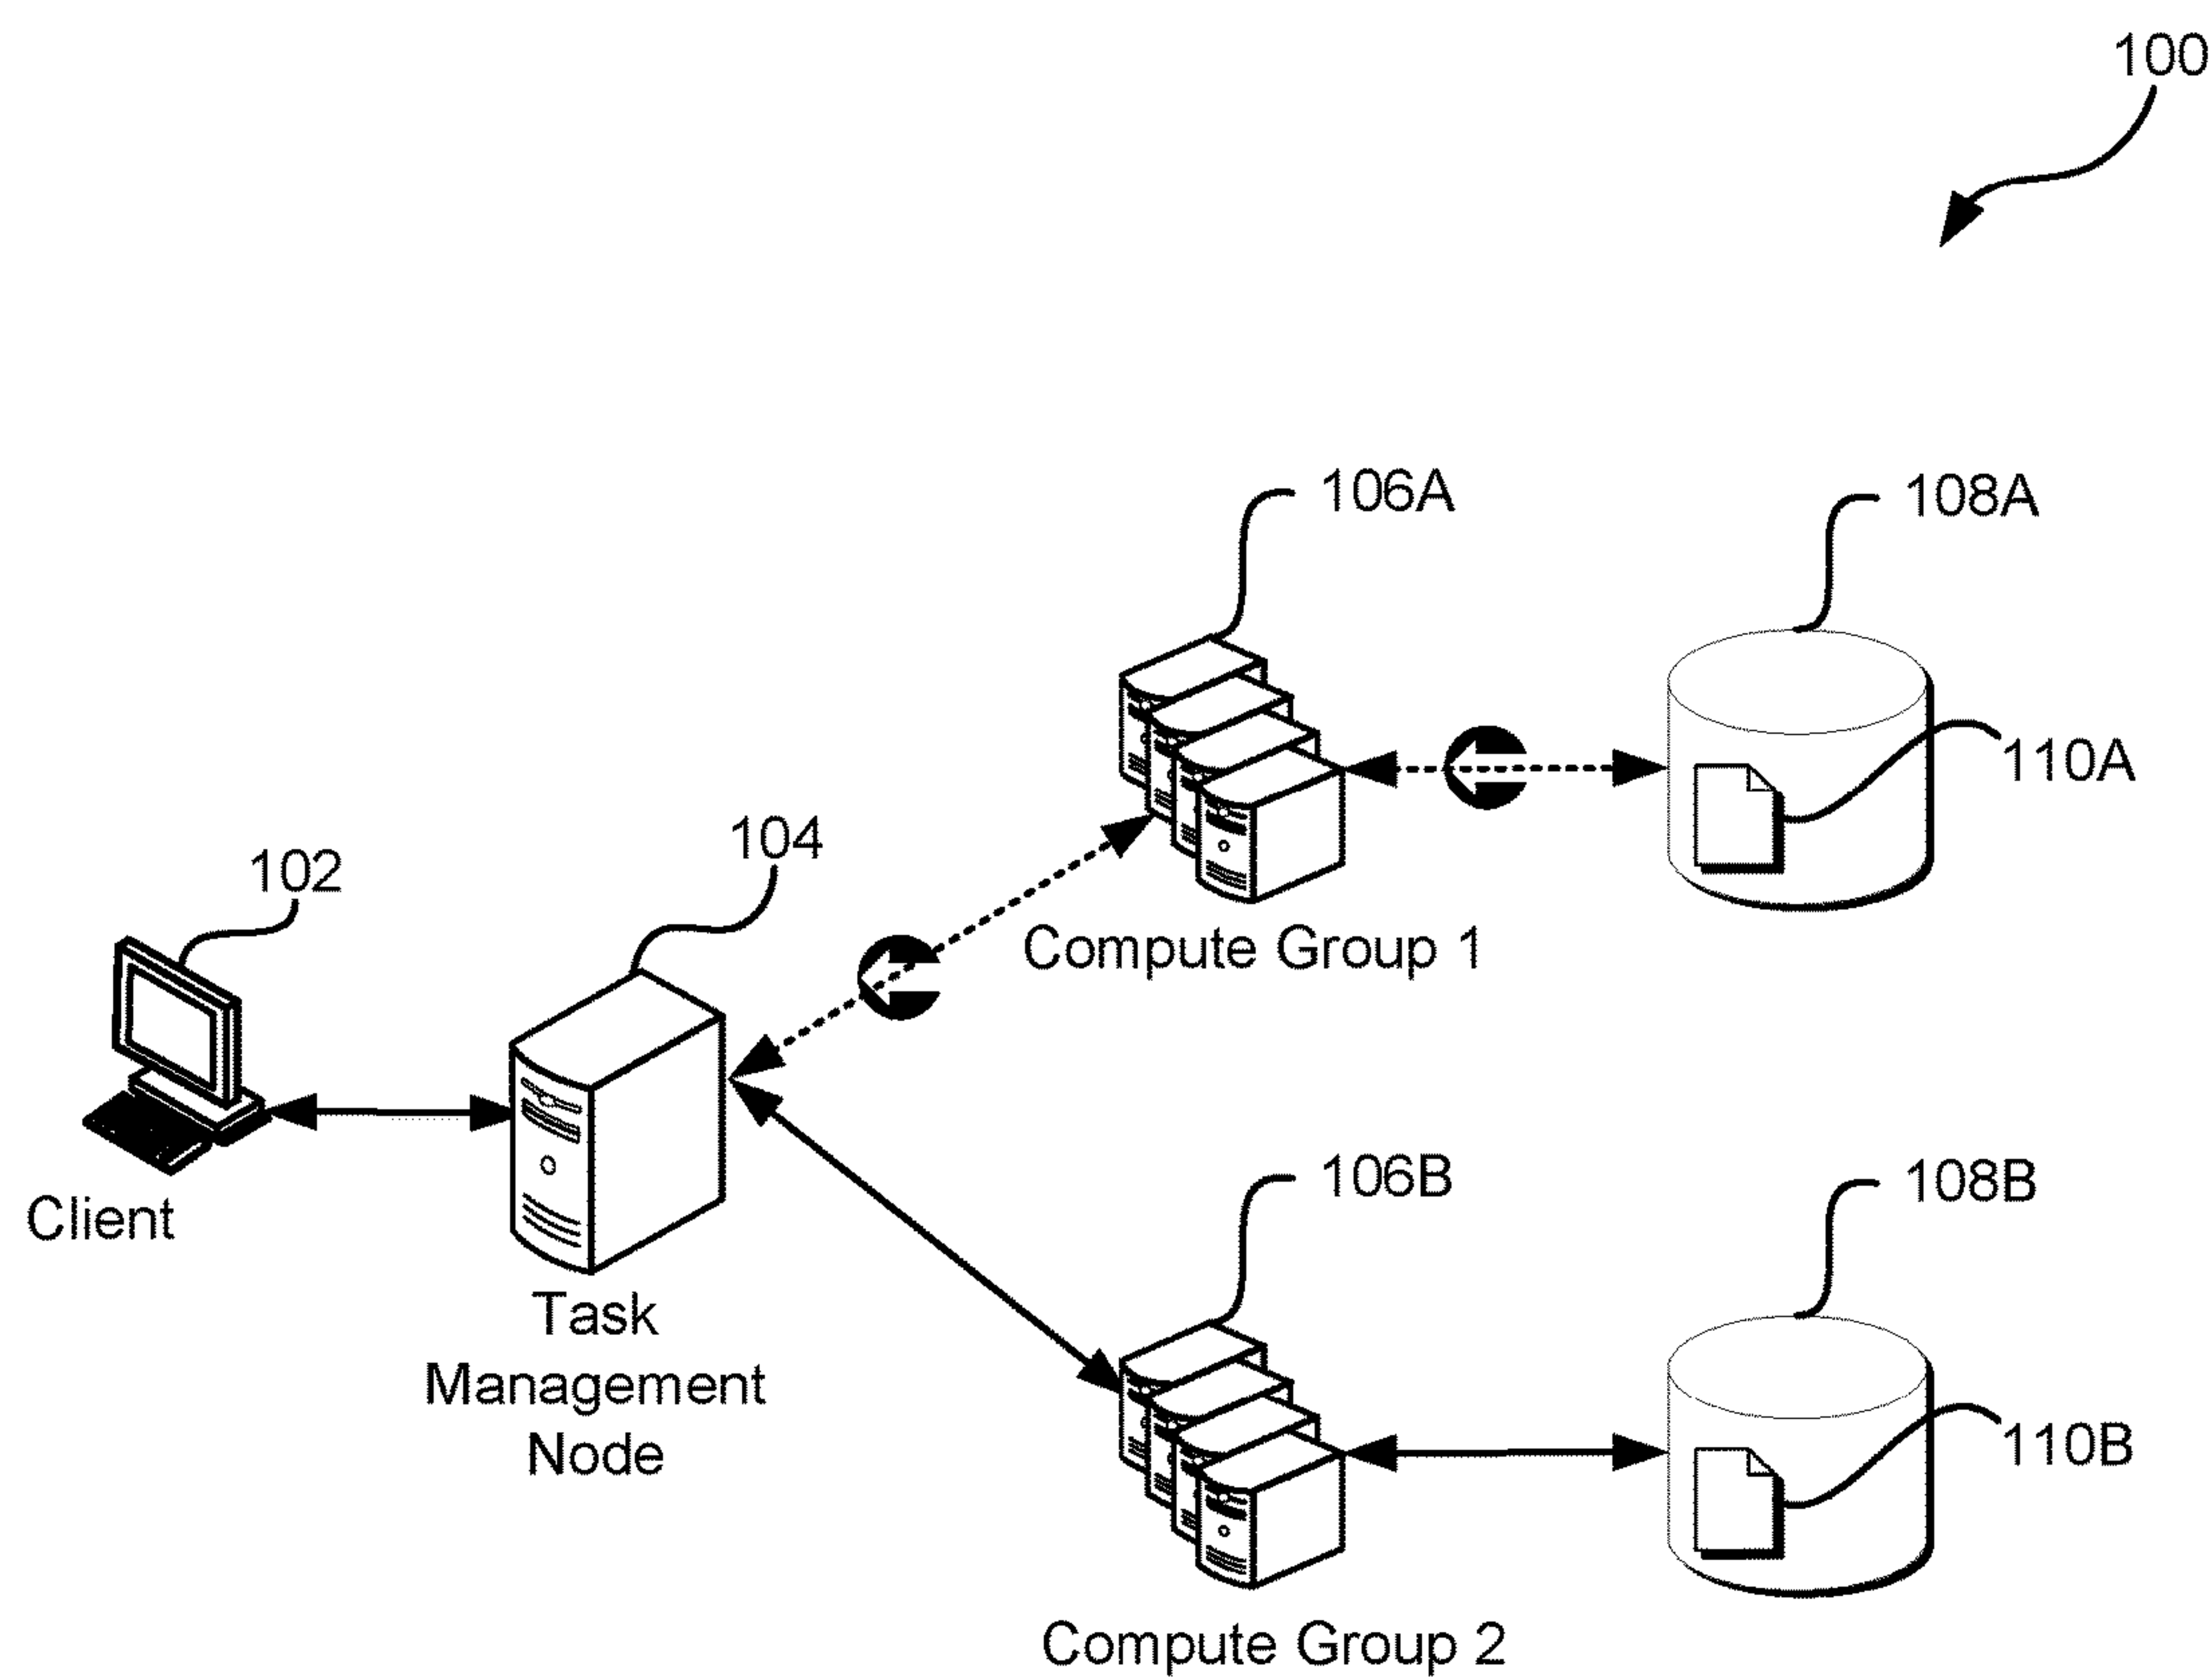 100
106A
108A
110A
104
102
Compute Group 1
106B
108B
Client
Task
Management
Node
110B
Compute Group 2